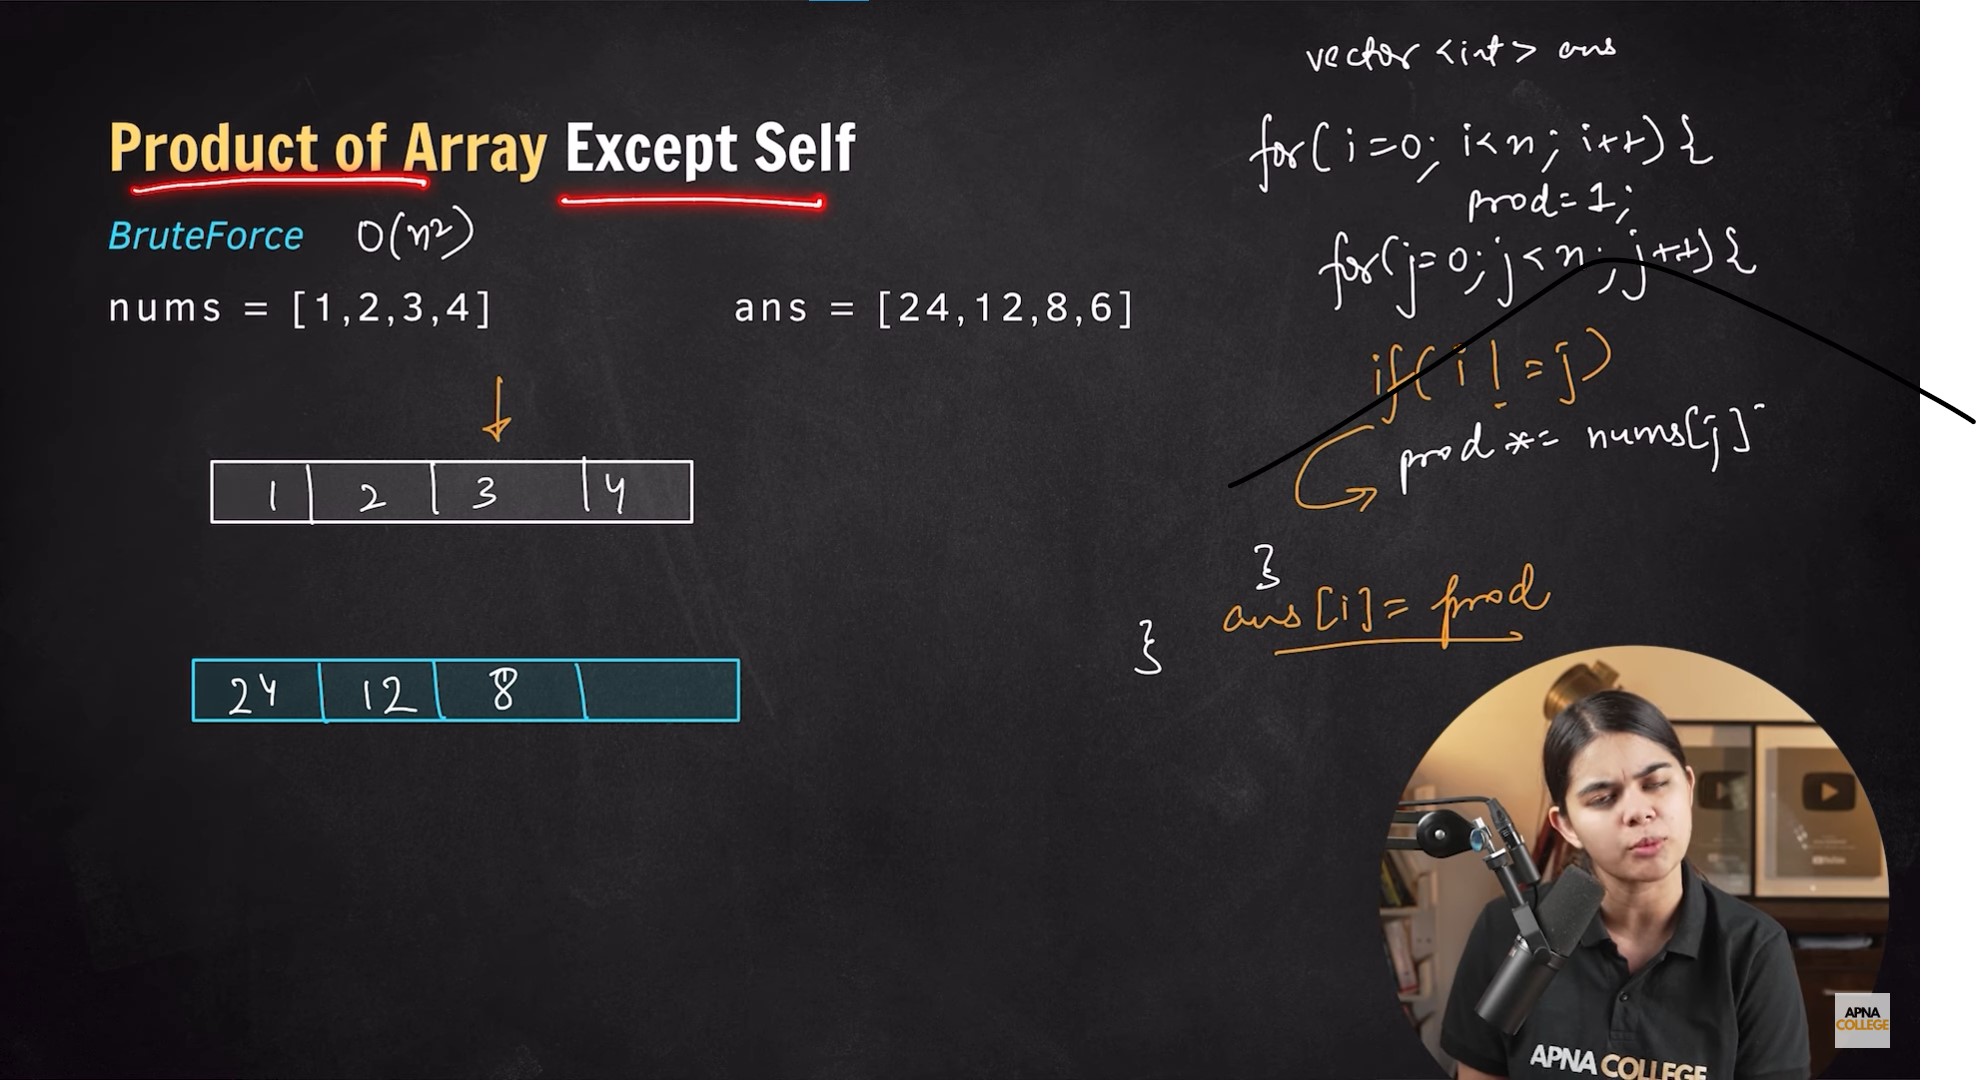 Product of Array Except Self
BruteForce O(n²)
nums = [1,2,3,4]
ans = [24,12,8,6]
1 2 3 4
24 12 8
vector <int> ans
for(i=0; i<n; i++){
prod=1;
for(j=0; j<n; j++){
if(i!=j)
prod *= nums[j]
}
ans[i]= prod
}
APNA COLLEGE
APNA
COLLEGE